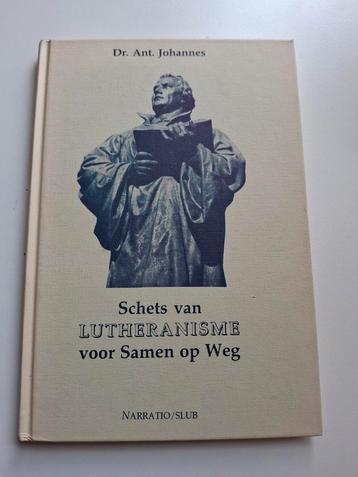 Dr. Ant. Johannes
Schets van
LUTHERANISME
voor Samen op Weg
NARRATIO/SLUB